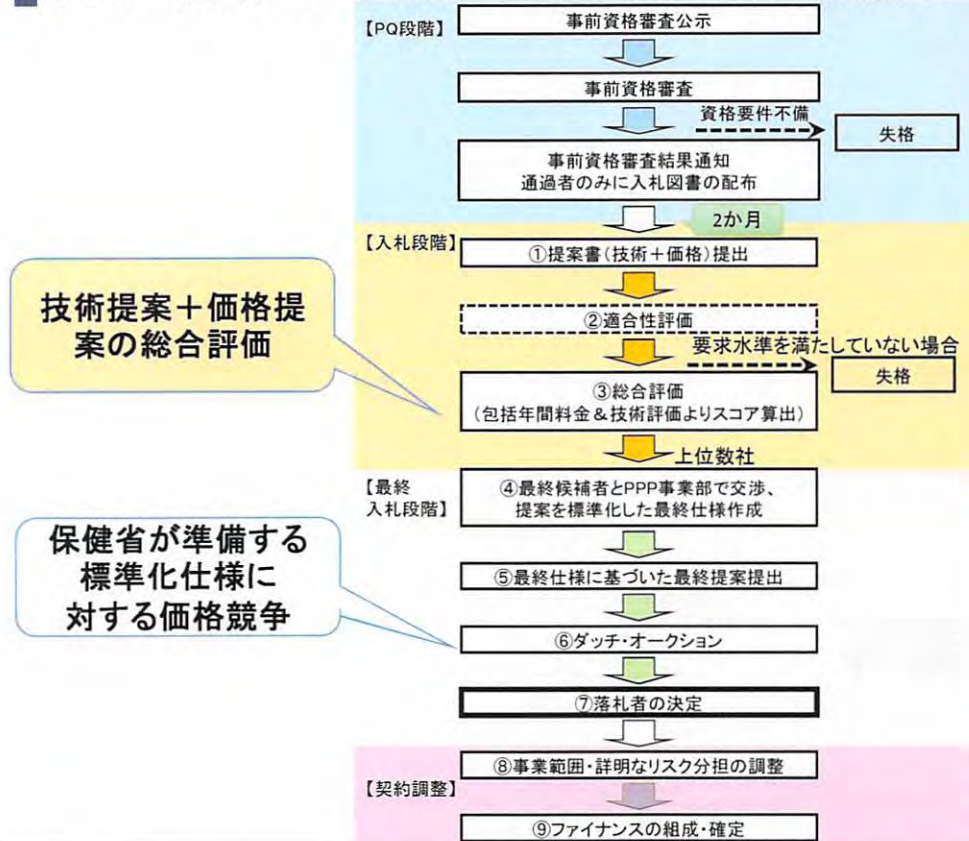 【PQ段階】
事前資格審査公示
事前資格審査
資格要件不備
失格
事前資格審査結果通知
通過者のみに入札図書の配布
2か月
【入札段階】
①提案書(技術+価格)提出
技術提案+価格提
案の総合評価
②適合性評価
要求水準を満たしていない場合
失格
③総合評価
(包括年間料金&技術評価よりスコア算出)
上位数社
【最終
入札段階】
④最終候補者とPPP事業部で交渉、
提案を標準化した最終仕様作成
保健省が準備する
標準化仕様に
対する価格競争
⑤最終仕様に基づいた最終提案提出
⑥ダッチ・オークション
⑦落札者の決定
⑧事業範囲・詳明なリスク分担の調整
【契約調整】
⑨ファイナンスの組成・確定